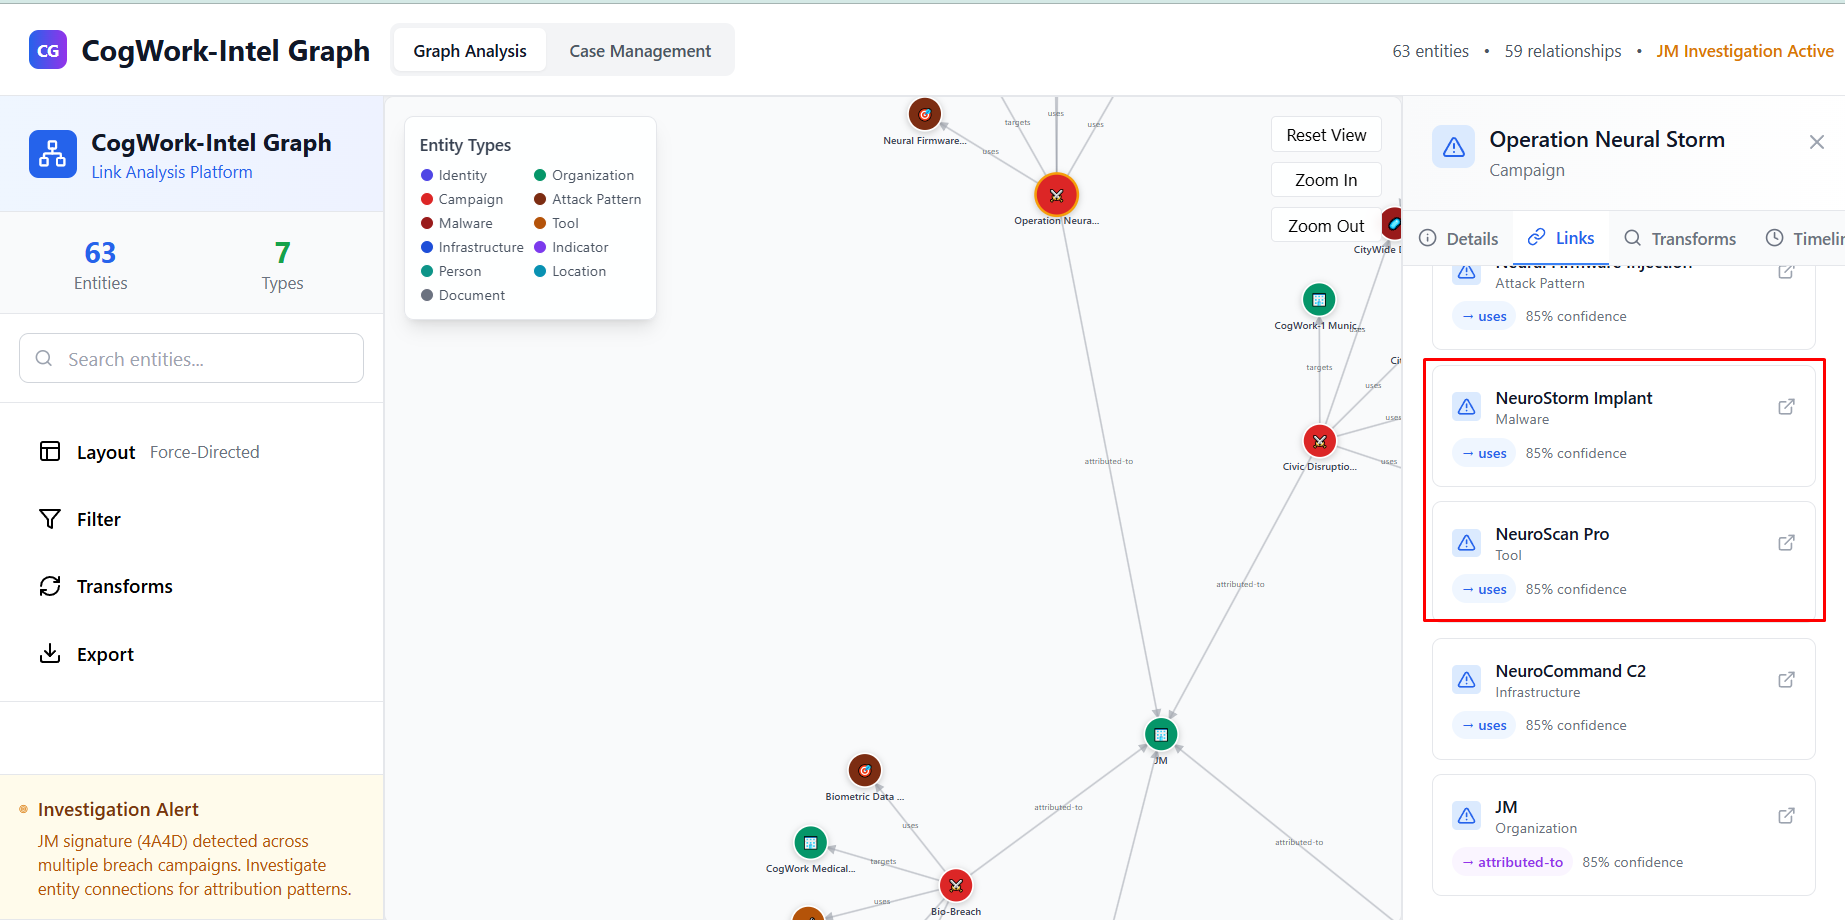 CG
CogWork-Intel Graph
Graph Analysis
Case Management
63 entities • 59 relationships • JM Investigation Active
CogWork-Intel Graph
Link Analysis Platform
63
Entities
7
Types
Search entities...
Layout Force-Directed
Filter
Transforms
Export
Investigation Alert
JM signature (4A4D) detected across
multiple breach campaigns. Investigate
entity connections for attribution patterns.
Entity Types
Identity
Organization
Campaign
Attack Pattern
Malware
Tool
Infrastructure
Indicator
Person
Location
Document
Reset View
Zoom In
Zoom Out
Neural Firmware...
targets
uses
uses
uses
Operation Neura...
CityWide D
CogWork-1 Munic...
uses
targets
Cit
uses
uses
uses
Civic Disruptio...
attributed-to
attributed-to
JM
Biometric Data ...
attributed-to
uses
CogWork Medical...
targets
attributed-to
uses
Bio-Breach
Operation Neural Storm
Campaign
Details
Links
Transforms
Timelin
Neural Firmware Injection
Attack Pattern
→ uses 85% confidence
NeuroStorm Implant
Malware
→ uses 85% confidence
NeuroScan Pro
Tool
→ uses 85% confidence
NeuroCommand C2
Infrastructure
→ uses 85% confidence
JM
Organization
→ attributed-to 85% confidence